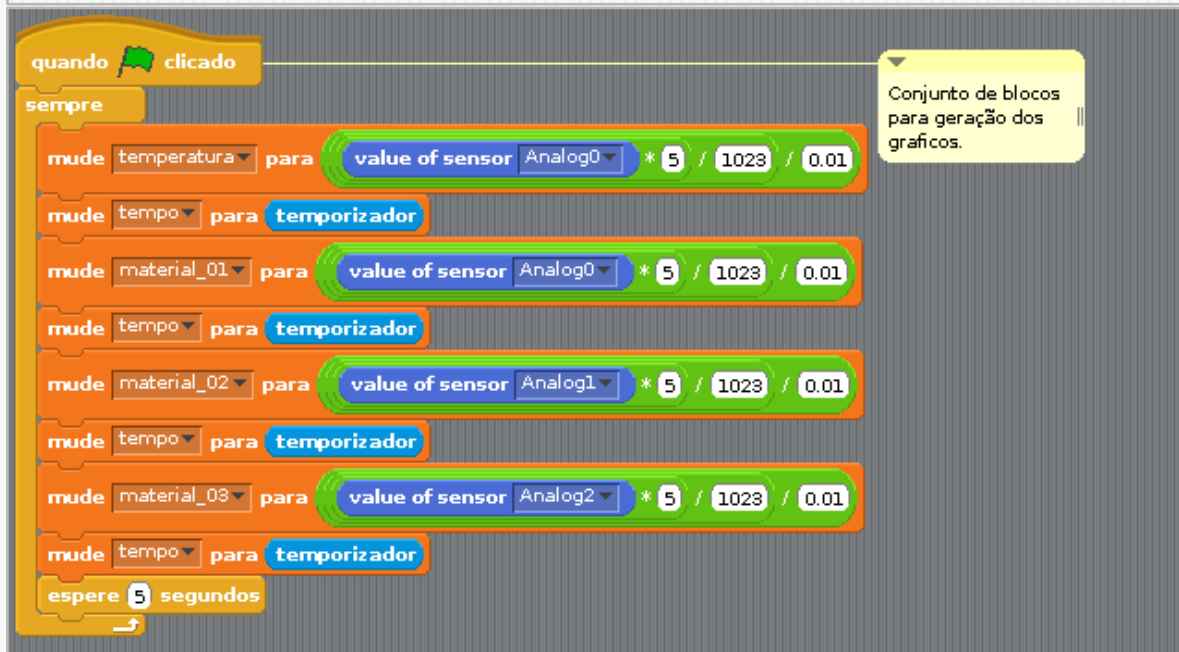 quando clicado
sempre
mude temperatura para value of sensor Analog0 * 5 / 1023 / 0.01
mude tempo para temporizador
mude material_01 para value of sensor Analog0 * 5 / 1023 / 0.01
mude tempo para temporizador
mude material_02 para value of sensor Analog1 * 5 / 1023 / 0.01
mude tempo para temporizador
mude material_03 para value of sensor Analog2 * 5 / 1023 / 0.01
mude tempo para temporizador
espere 5 segundos
Conjunto de blocos
para geração dos
graficos.